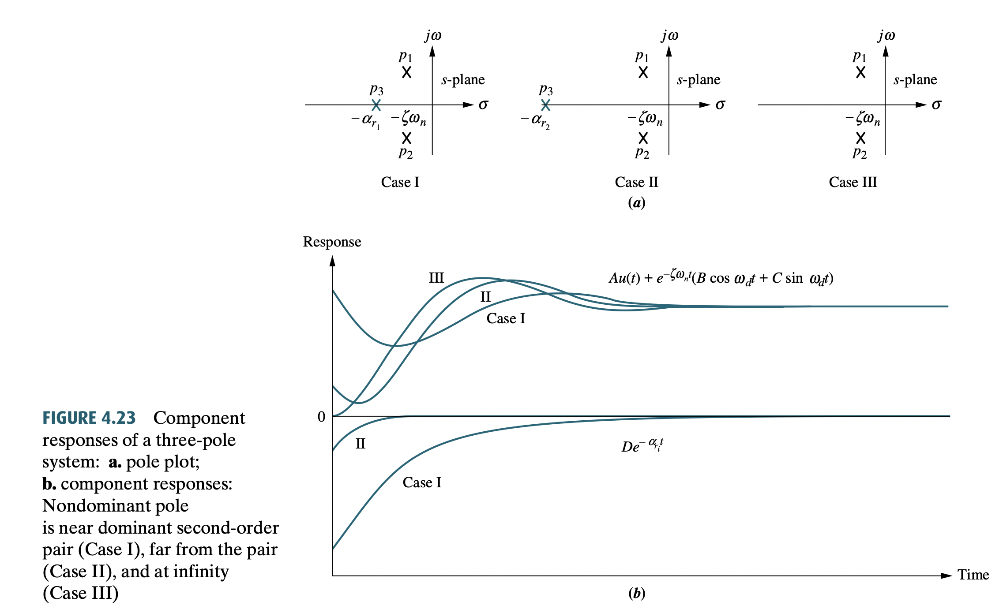 jω
p1
s-plane
p3
σ
−αr1
−ζωn
p2
Case I
jω
p1
s-plane
p3
σ
−αr2
−ζωn
p2
Case II
jω
p1
s-plane
σ
−ζωn
p2
Case III
(a)
Response
III
Au(t) + e−ζωnt(B cos ωdt + C sin ωdt)
II
Case I
0
II
De−αrit
Case I
Time
(b)
FIGURE 4.23 Component
responses of a three-pole
system: a. pole plot;
b. component responses:
Nondominant pole
is near dominant second-order
pair (Case I), far from the pair
(Case II), and at infinity
(Case III)